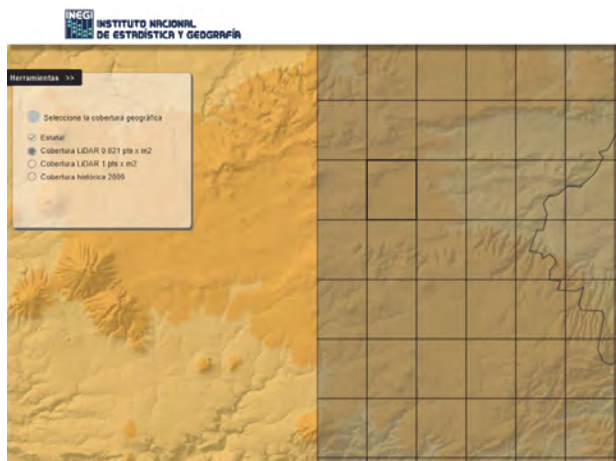 INEGI
INSTITUTO NACIONAL
DE ESTADÍSTICA Y GEOGRAFÍA
Herramientas >>
Seleccione la cobertura geográfica
Estatal
Cobertura LiDAR 0.021 pts x m2
Cobertura LiDAR 1 pts x m2
Cobertura histórica 2000